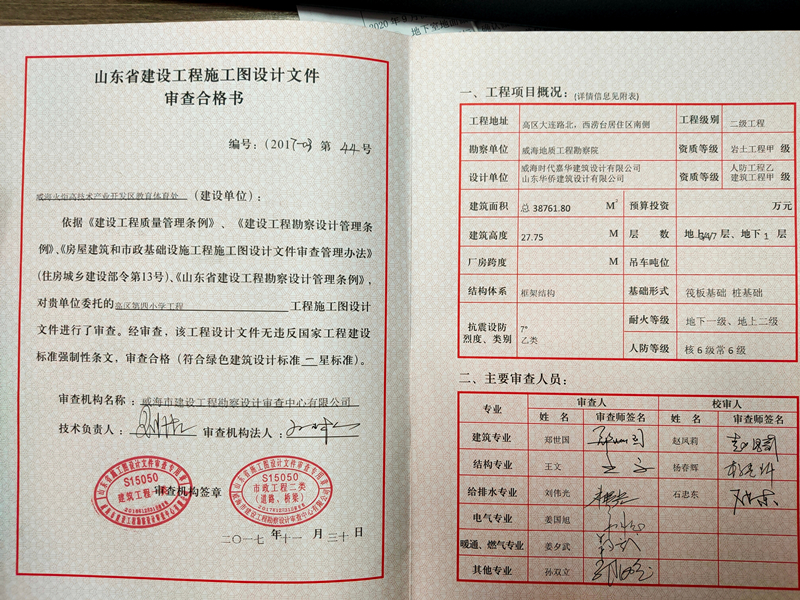 2020年9月
地下室地面
山东省建设工程施工图设计文件
审查合格书
编号:(2017-03 第 44 号
威海火炬高技术产业开发区教育体育处 (建设单位):
依据《建设工程质量管理条例》、《建设工程勘察设计管理条
例》、《房屋建筑和市政基础设施工程施工图设计文件审查管理办法》
(住房城乡建设部令第13号)、《山东省建设工程勘察设计管理条例》,
对贵单位委托的高区第四小学工程 工程施工图设计
文件进行了审查。经审查,该工程设计文件无违反国家工程建设
标准强制性条文,审查合格(符合绿色建筑设计标准 一 星标准)。
审查机构名称:威海市建设工程勘察设计审查中心有限公司
技术负责人: 审查机构法人:
S15050
建筑工程一类
审查机构签章
S15050
市政工程二类
(道路、桥梁)
二〇一七 年 十一 月 三十 日
一、工程项目概况:(详情信息见附表)
工程地址 高区大连路北,西涝台居住区南侧 工程级别 二级工程
勘察单位 威海地质工程勘察院 资质等级 岩土工程甲 级
设计单位 威海时代嘉华建筑设计有限公司 山东华侨建筑设计有限公司 资质等级 人防工程乙 建筑工程甲 级
建筑面积 总 38761.80 M² 预算投资 万元
建筑高度 27.75 M 层 数 地上3/4/7 层、地下 1 层
厂房跨度 M 吊车吨位
结构体系 框架结构 基础形式 筏板基础 桩基础
抗震设防烈度、类别 7° 乙类 耐火等级 地下一级、地上二级
人防等级 核6级常6级
二、主要审查人员:
专业 审查人 校审人
姓 名 审查师签名 姓 名 审查师签名
建筑专业 郑世国 赵凤莉
结构专业 王文 王文 杨春辉
给排水专业 刘伟光 石忠东
电气专业 姜国旭
暖通、燃气专业 姜夕武
其他专业 孙双立